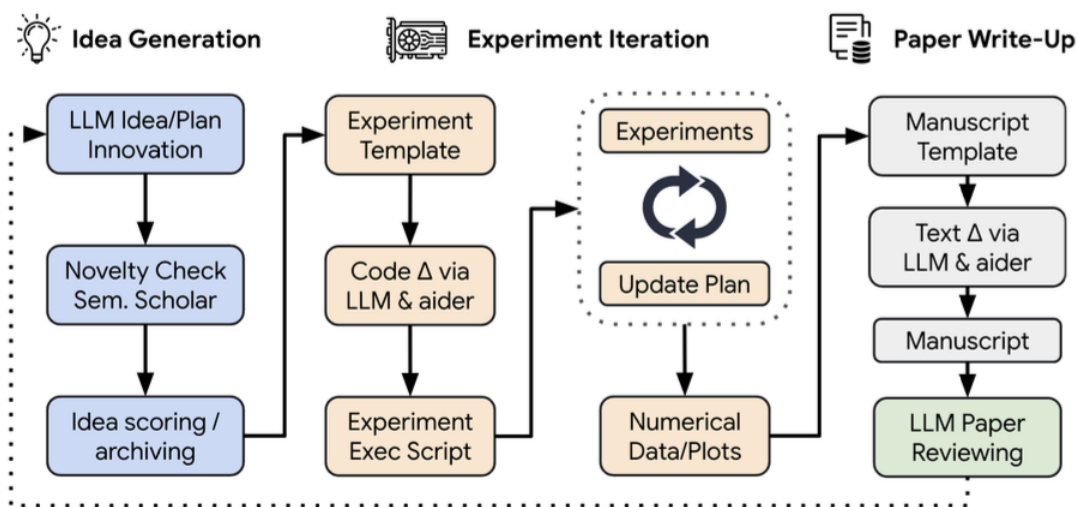 Idea Generation
Experiment Iteration
Paper Write-Up
LLM Idea/Plan
Innovation
Novelty Check
Sem. Scholar
Idea scoring /
archiving
Experiment
Template
Code Δ via
LLM & aider
Experiment
Exec Script
Experiments
Update Plan
Numerical
Data/Plots
Manuscript
Template
Text Δ via
LLM & aider
Manuscript
LLM Paper
Reviewing